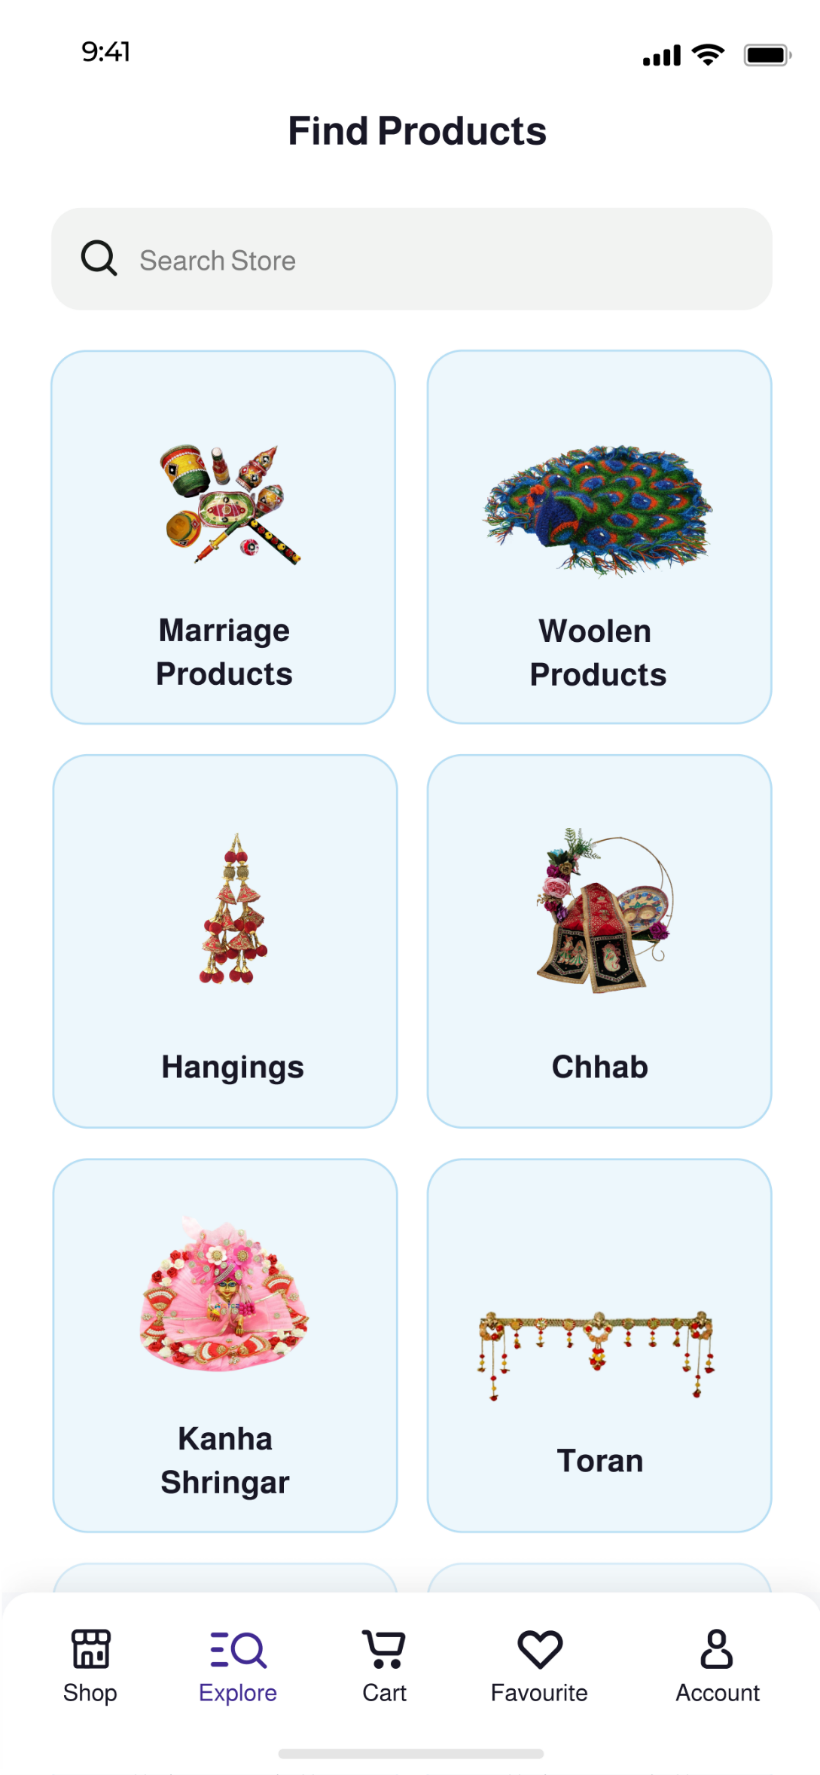 9:41
Find Products
Search Store
Marriage
Products
Woolen
Products
Hangings
Chhab
Kanha
Shringar
Toran
Shop
Explore
Cart
Favourite
Account